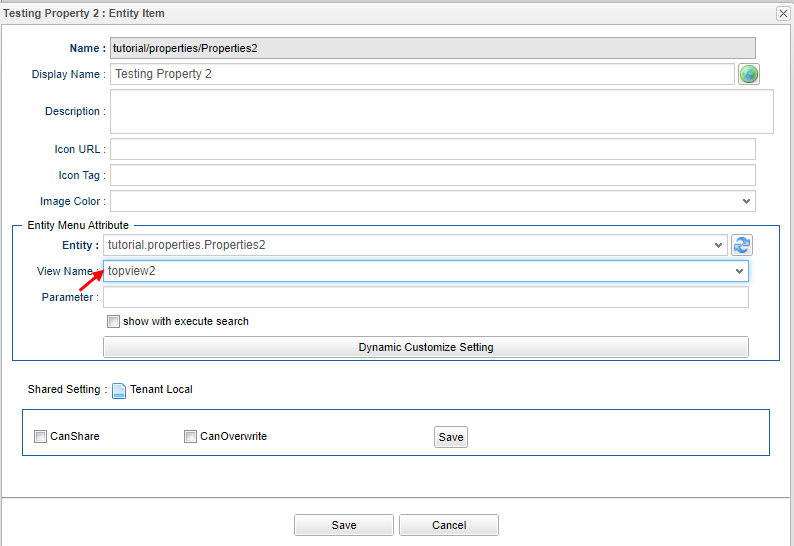 Testing Property 2 : Entity Item
Name : tutorial/properties/Properties2
Display Name : Testing Property 2
Description :
Icon URL :
Icon Tag :
Image Color :
Entity Menu Attribute
Entity : tutorial.properties.Properties2
View Name : topview2
Parameter :
show with execute search
Dynamic Customize Setting
Shared Setting : Tenant Local
CanShare CanOverwrite Save
Save Cancel